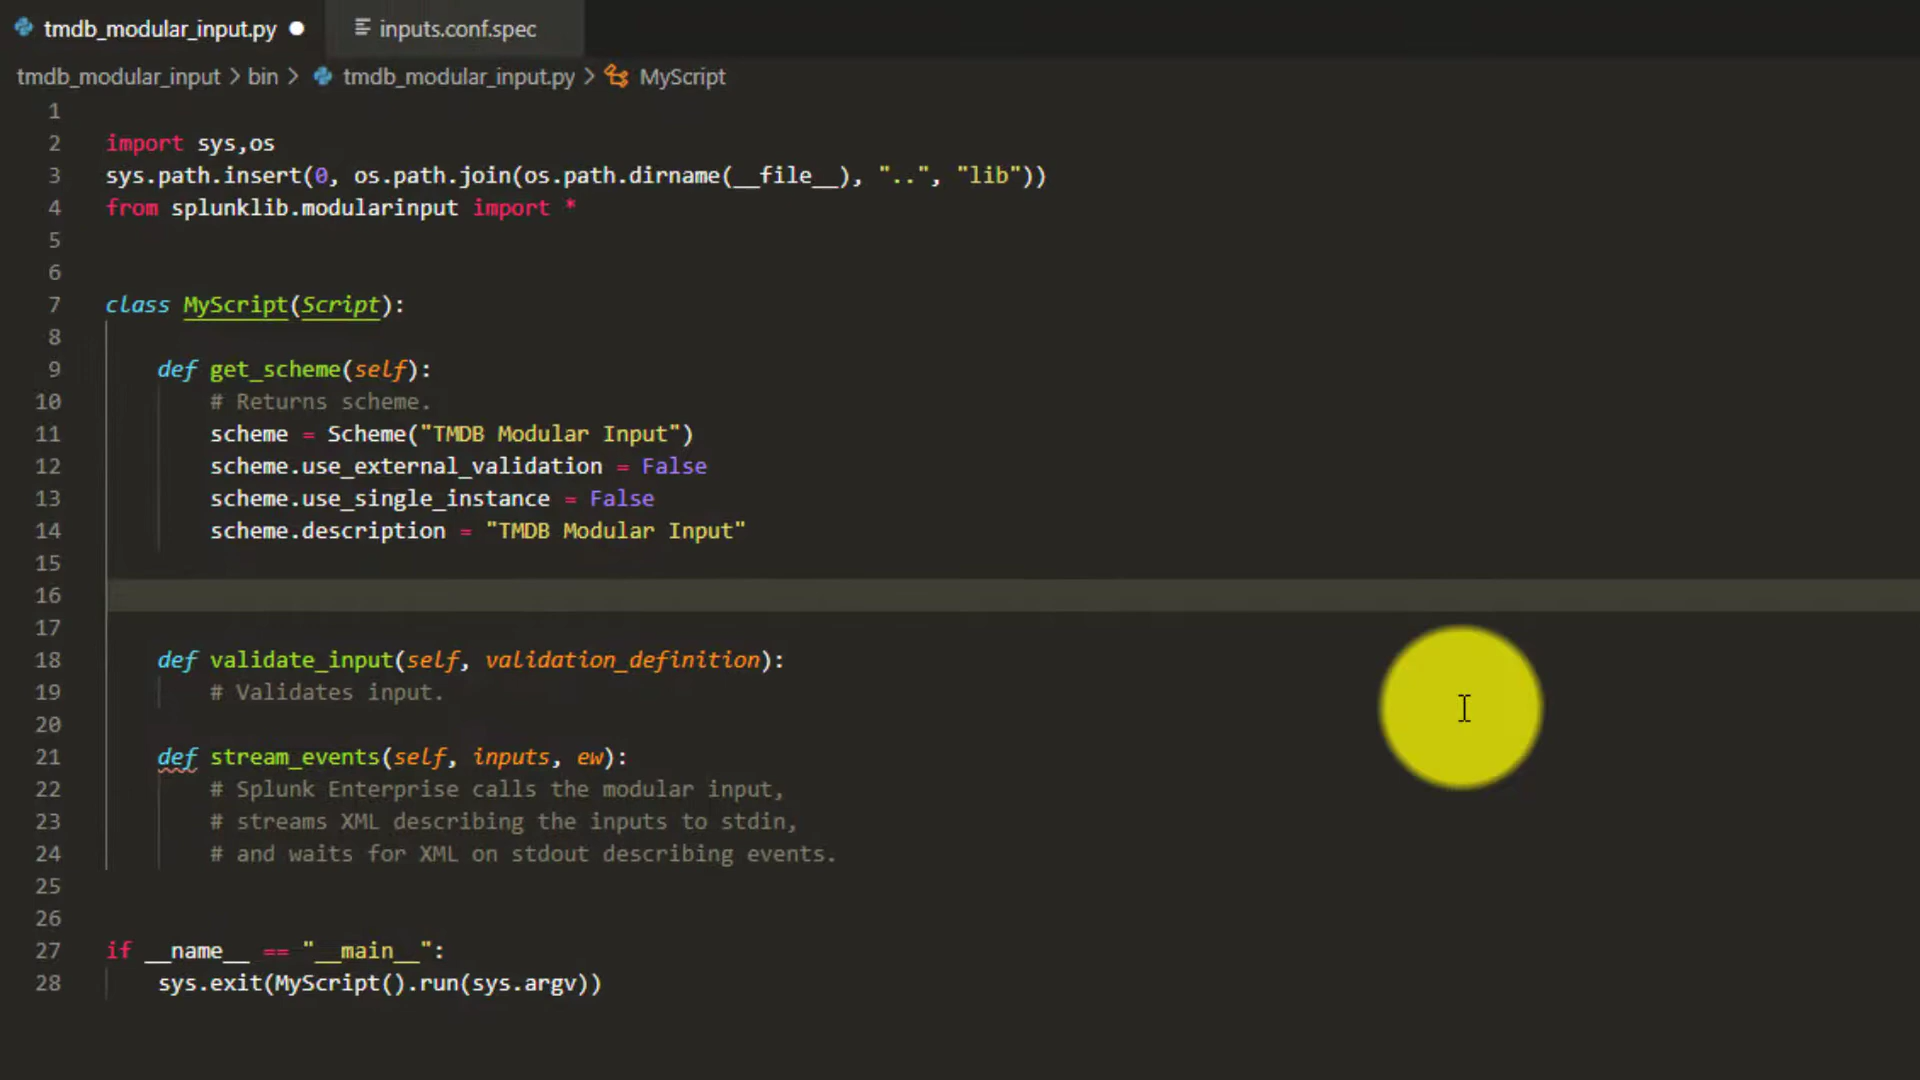 tmdb_modular_input.py ● inputs.conf.spec
tmdb_modular_input > bin > tmdb_modular_input.py > MyScript
1
2 import sys,os
3 sys.path.insert(0, os.path.join(os.path.dirname(__file__), "..", "lib"))
4 from splunklib.modularinput import *
5
6
7 class MyScript(Script):
8
9 def get_scheme(self):
10 # Returns scheme.
11 scheme = Scheme("TMDB Modular Input")
12 scheme.use_external_validation = False
13 scheme.use_single_instance = False
14 scheme.description = "TMDB Modular Input"
15
16
17
18 def validate_input(self, validation_definition):
19 # Validates input.
20
21 def stream_events(self, inputs, ew):
22 # Splunk Enterprise calls the modular input,
23 # streams XML describing the inputs to stdin,
24 # and waits for XML on stdout describing events.
25
26
27 if __name__ == "__main__":
28 sys.exit(MyScript().run(sys.argv))